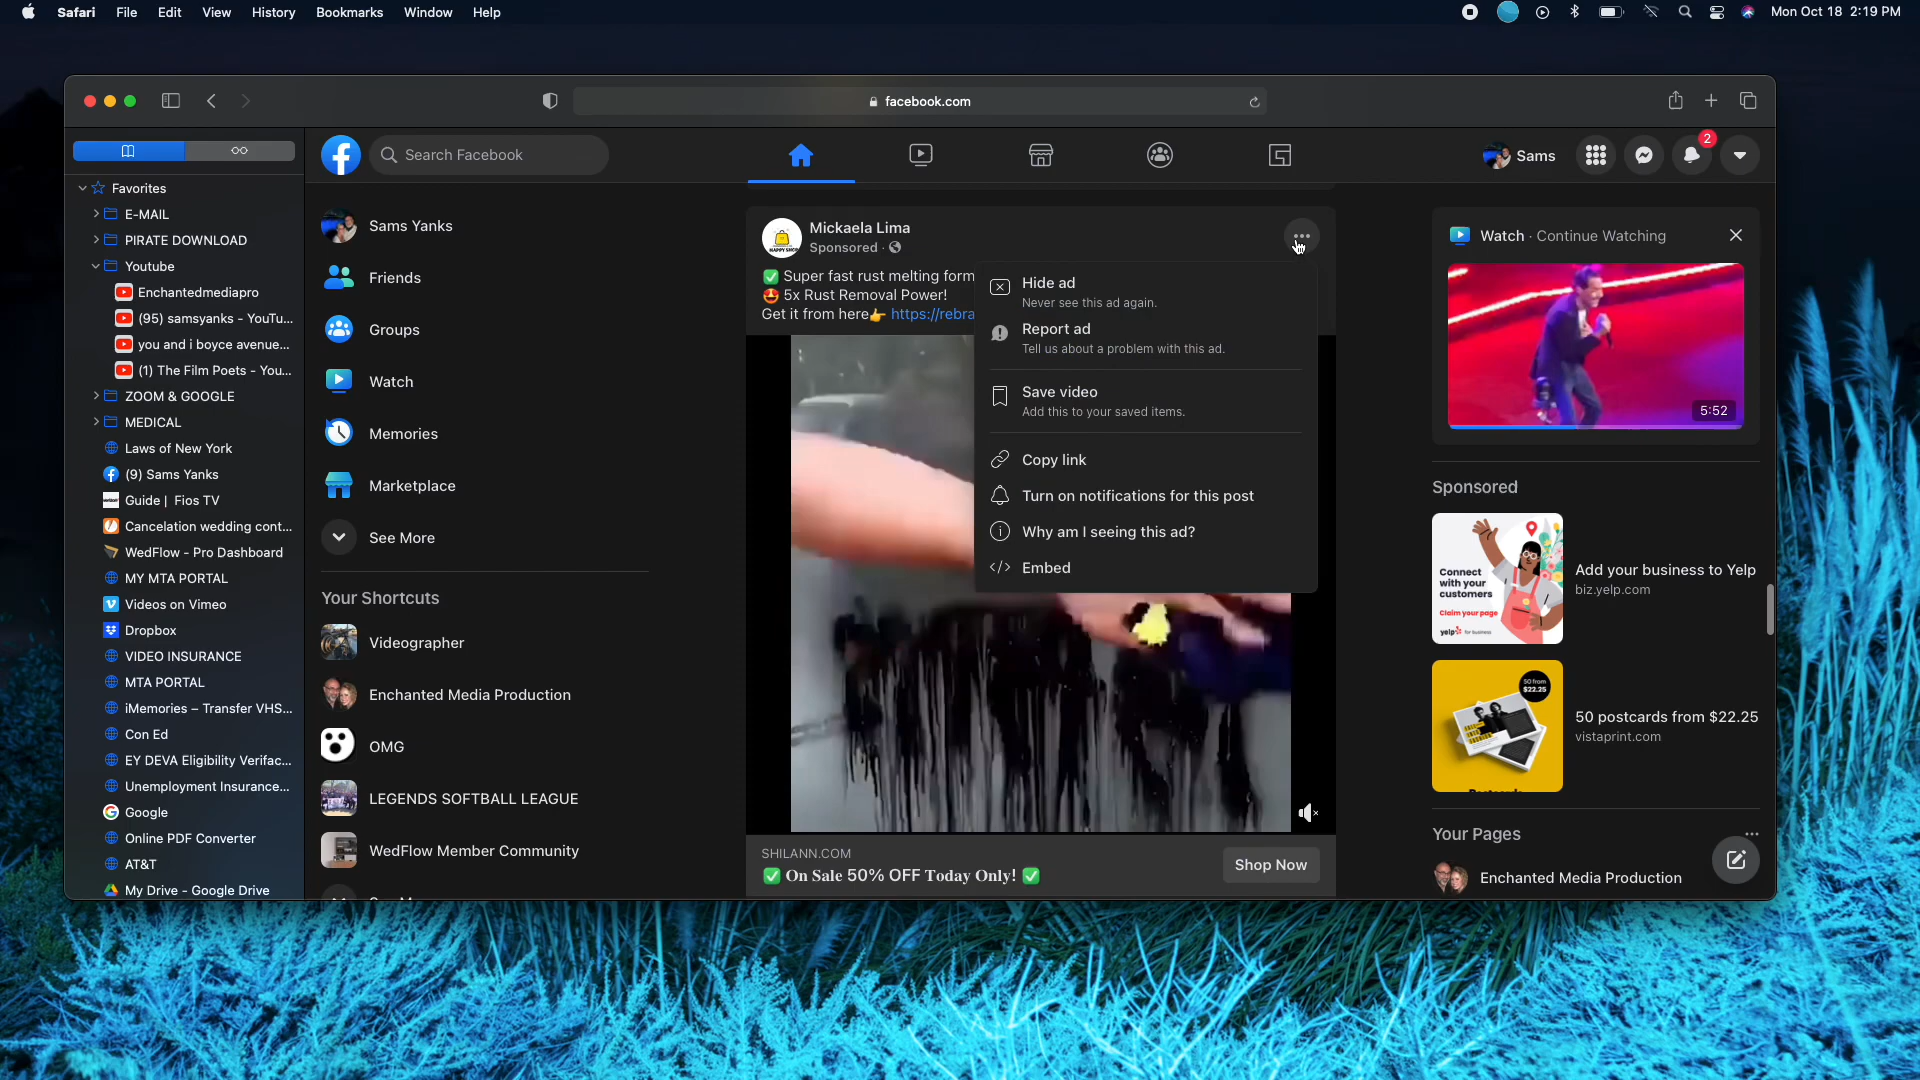 Safari File Edit View History Bookmarks Window Help
Mon Oct 18 2:19 PM
facebook.com
Favorites
E-MAIL
PIRATE DOWNLOAD
Youtube
Enchantedmediapro
(95) samsyanks - YouTu...
you and i boyce avenue...
(1) The Film Poets - You...
ZOOM & GOOGLE
MEDICAL
Laws of New York
(9) Sams Yanks
Guide | Fios TV
Cancelation wedding cont...
WedFlow - Pro Dashboard
MY MTA PORTAL
Videos on Vimeo
Dropbox
VIDEO INSURANCE
MTA PORTAL
iMemories – Transfer VHS...
Con Ed
EY DEVA Eligibility Verifac...
Unemployment Insurance...
Google
Online PDF Converter
AT&T
My Drive - Google Drive
Search Facebook
Sams
2
Sams Yanks
Friends
Groups
Watch
Memories
Marketplace
See More
Your Shortcuts
Videographer
Enchanted Media Production
OMG
LEGENDS SOFTBALL LEAGUE
WedFlow Member Community
Mickaela Lima
Sponsored ·
HAPPY SHOP
✅ Super fast rust melting form
🤩 5x Rust Removal Power!
Get it from here👉 https://rebra
Hide ad
Never see this ad again.
Report ad
Tell us about a problem with this ad.
Save video
Add this to your saved items.
Copy link
Turn on notifications for this post
Why am I seeing this ad?
Embed
SHILANN.COM
✅ On Sale 50% OFF Today Only! ✅
Shop Now
Watch · Continue Watching
5:52
Sponsored
Connect
with your
customers
Claim your page
yelp for business
Add your business to Yelp
biz.yelp.com
50 from
$22.25
50 postcards from $22.25
vistaprint.com
Your Pages
Enchanted Media Production